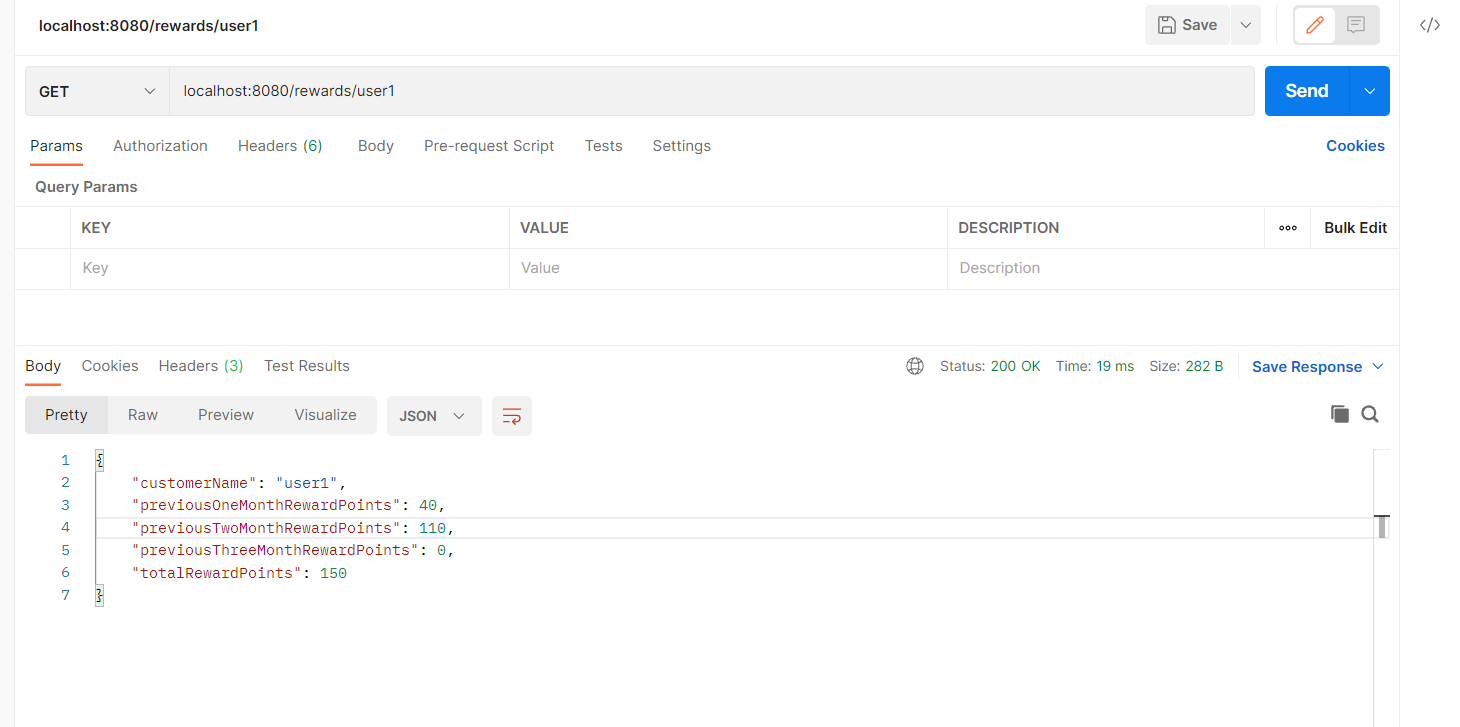 localhost:8080/rewards/user1
Save
</>
GET
localhost:8080/rewards/user1
Send
Params Authorization Headers (6) Body Pre-request Script Tests Settings Cookies
Query Params
KEY VALUE DESCRIPTION ooo Bulk Edit
Key Value Description
Body Cookies Headers (3) Test Results Status: 200 OK Time: 19 ms Size: 282 B Save Response
Pretty Raw Preview Visualize JSON
1 {
2 "customerName": "user1",
3 "previousOneMonthRewardPoints": 40,
4 "previousTwoMonthRewardPoints": 110,
5 "previousThreeMonthRewardPoints": 0,
6 "totalRewardPoints": 150
7 }